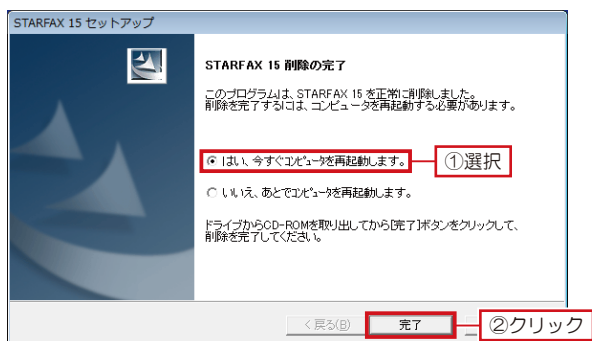 STARFAX 15 セットアップ
STARFAX 15 削除の完了
このプログラムは、STARFAX 15 を正常に削除しました。
削除を完了するには、コンピュータを再起動する必要があります。
はい、今すぐコンピュータを再起動します。
①選択
いいえ、あとでコンピュータを再起動します。
ドライブからCD-ROMを取り出してから[完了]ボタンをクリックして、
削除を完了してください。
< 戻る(B)
完了
②クリック